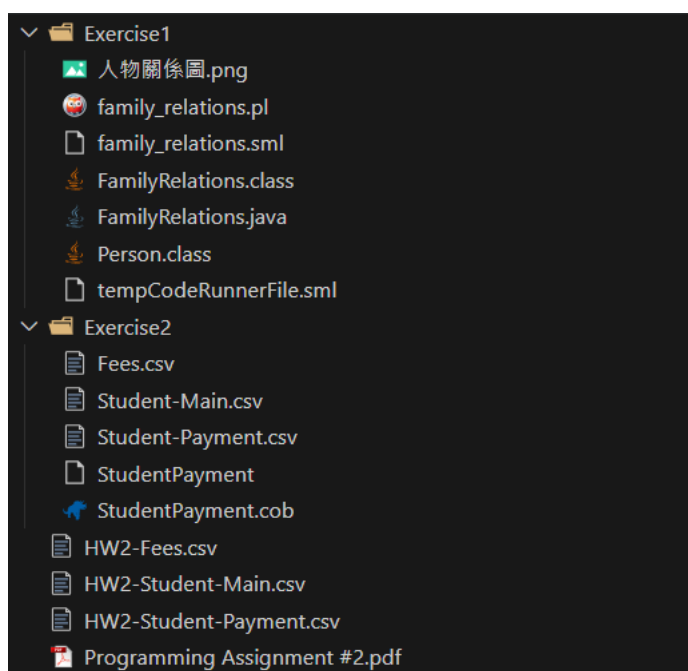 Exercise1
人物關係圖.png
family_relations.pl
family_relations.sml
FamilyRelations.class
FamilyRelations.java
Person.class
tempCodeRunnerFile.sml
Exercise2
Fees.csv
Student-Main.csv
Student-Payment.csv
StudentPayment
StudentPayment.cob
HW2-Fees.csv
HW2-Student-Main.csv
HW2-Student-Payment.csv
Programming Assignment #2.pdf